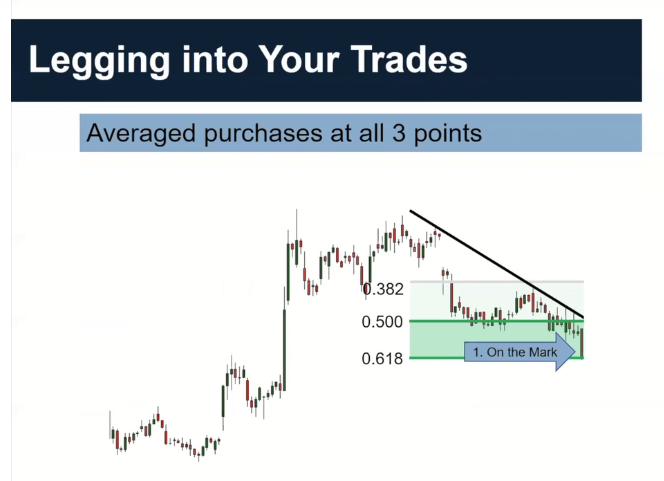 Legging into Your Trades
Averaged purchases at all 3 points
0.382
0.500
1. On the Mark
0.618